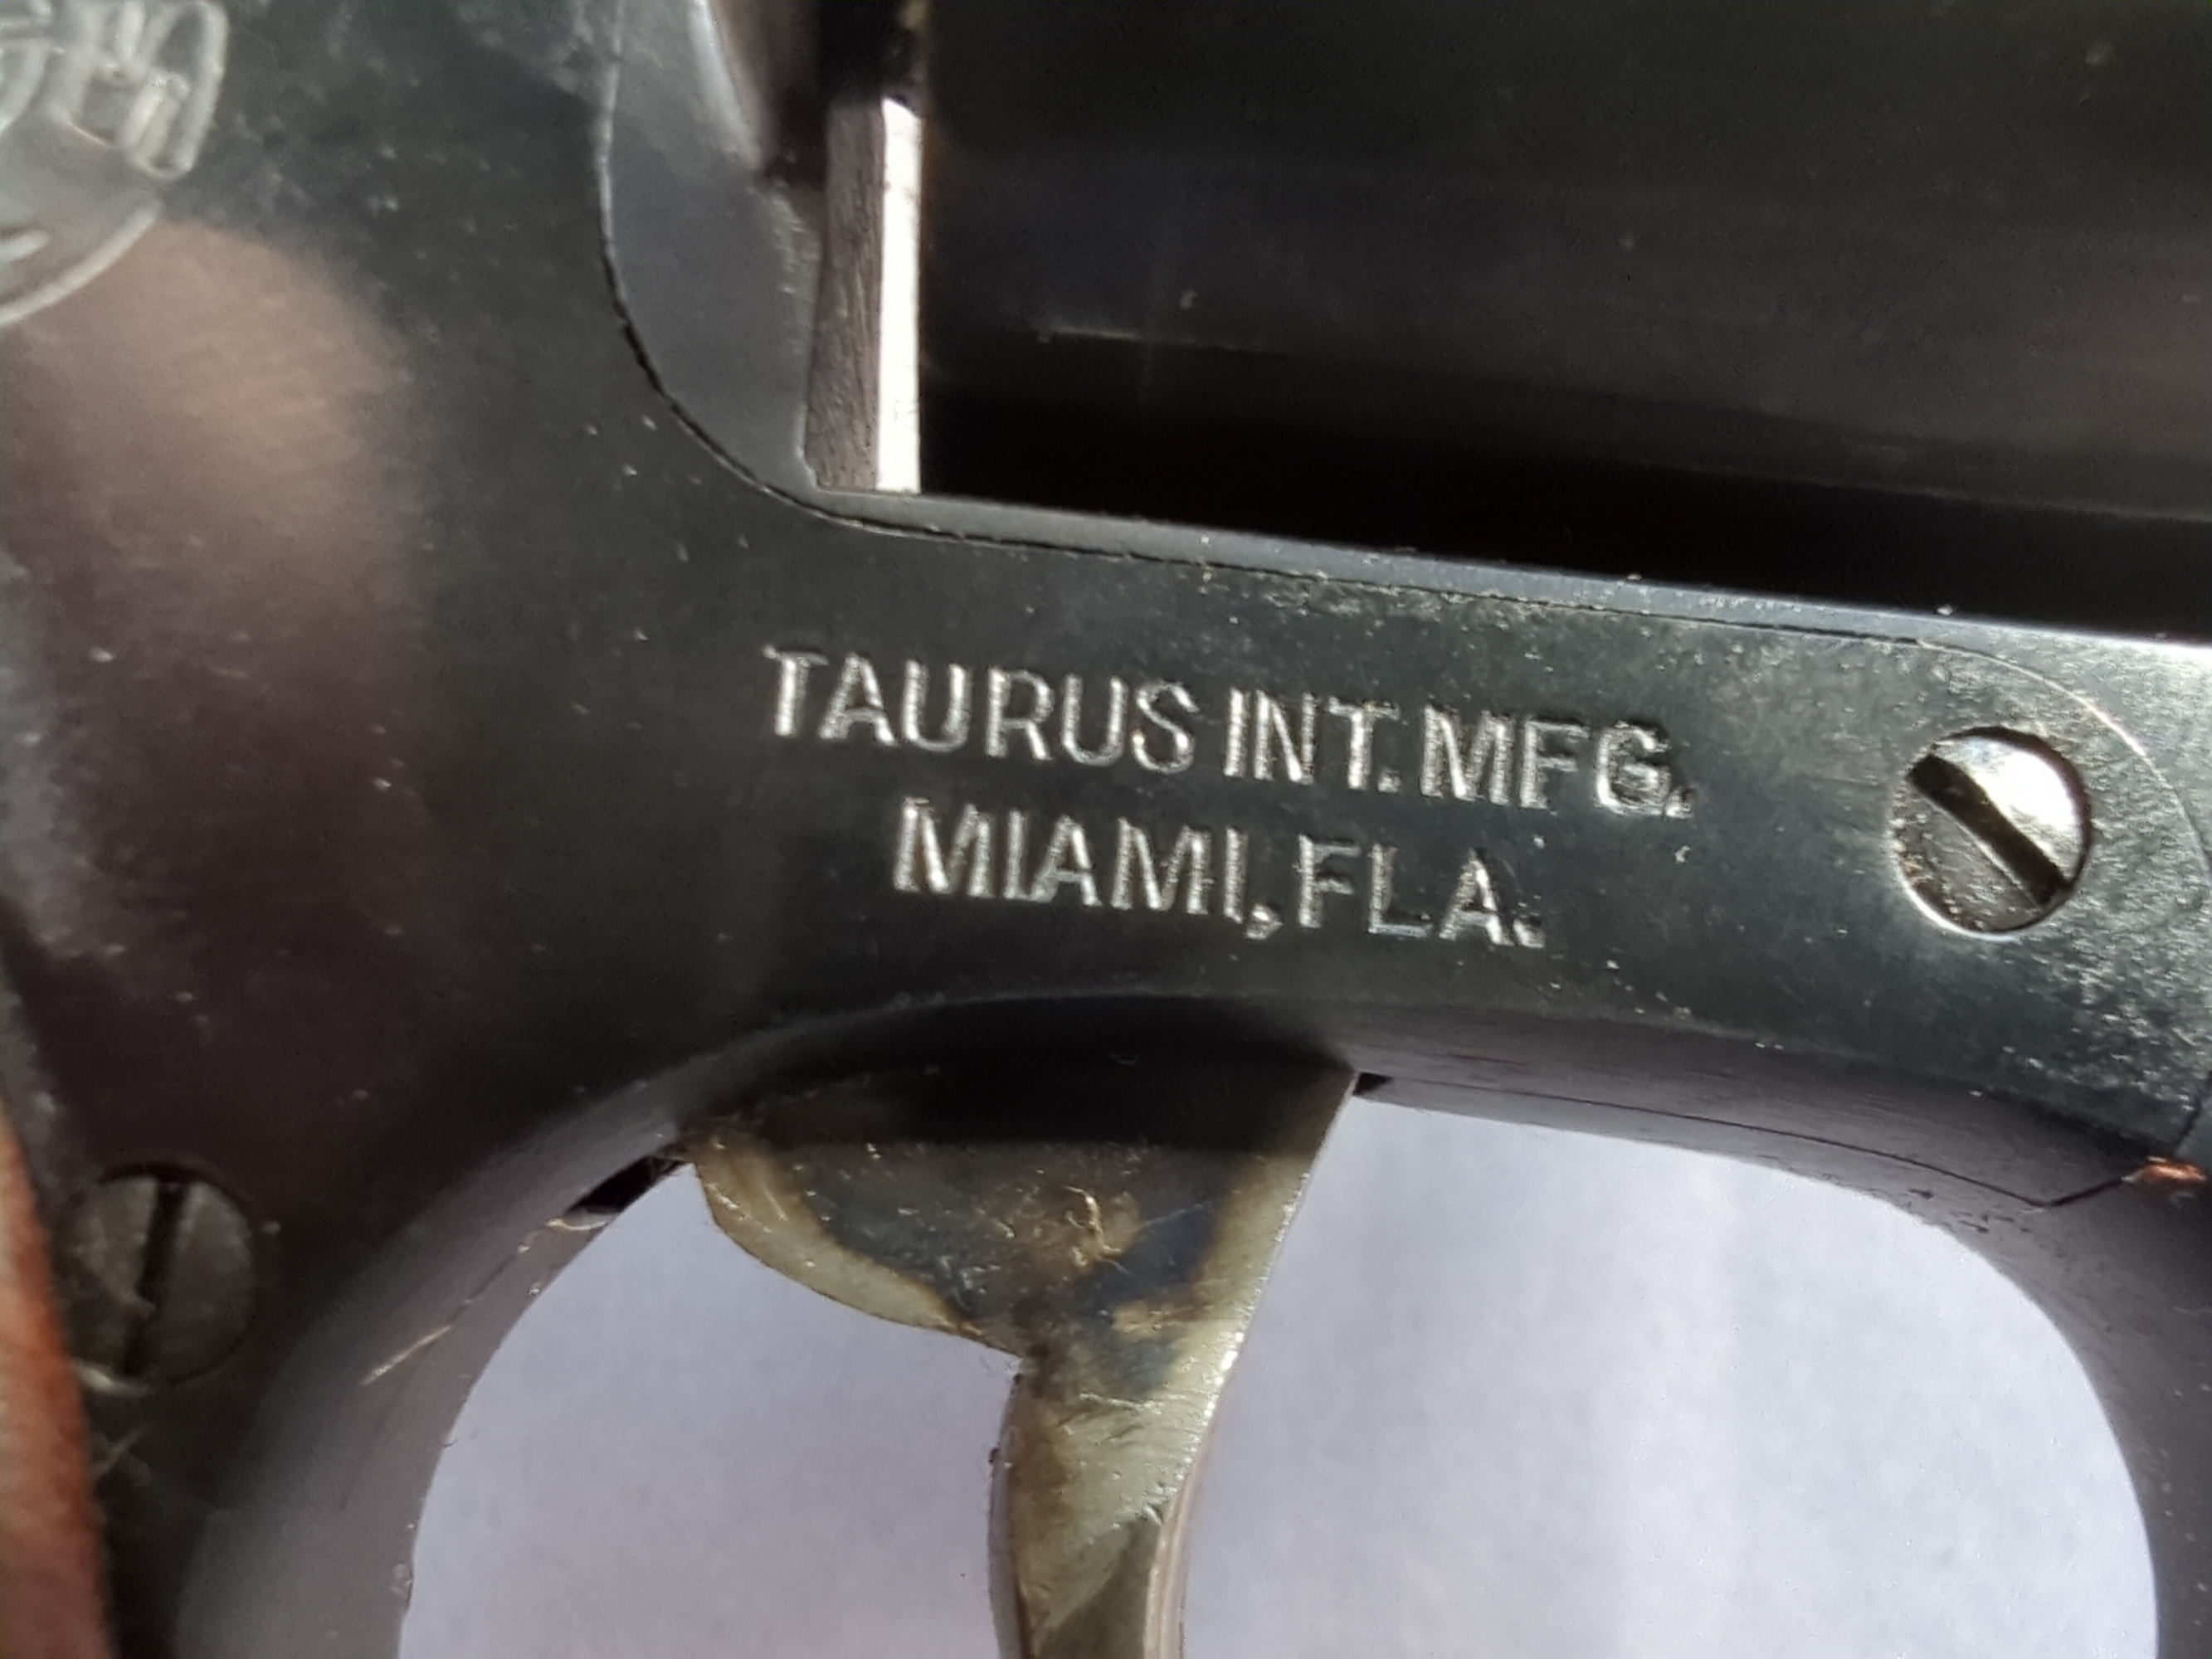 TAURUS INT. MFG.
MIAMI, FLA.